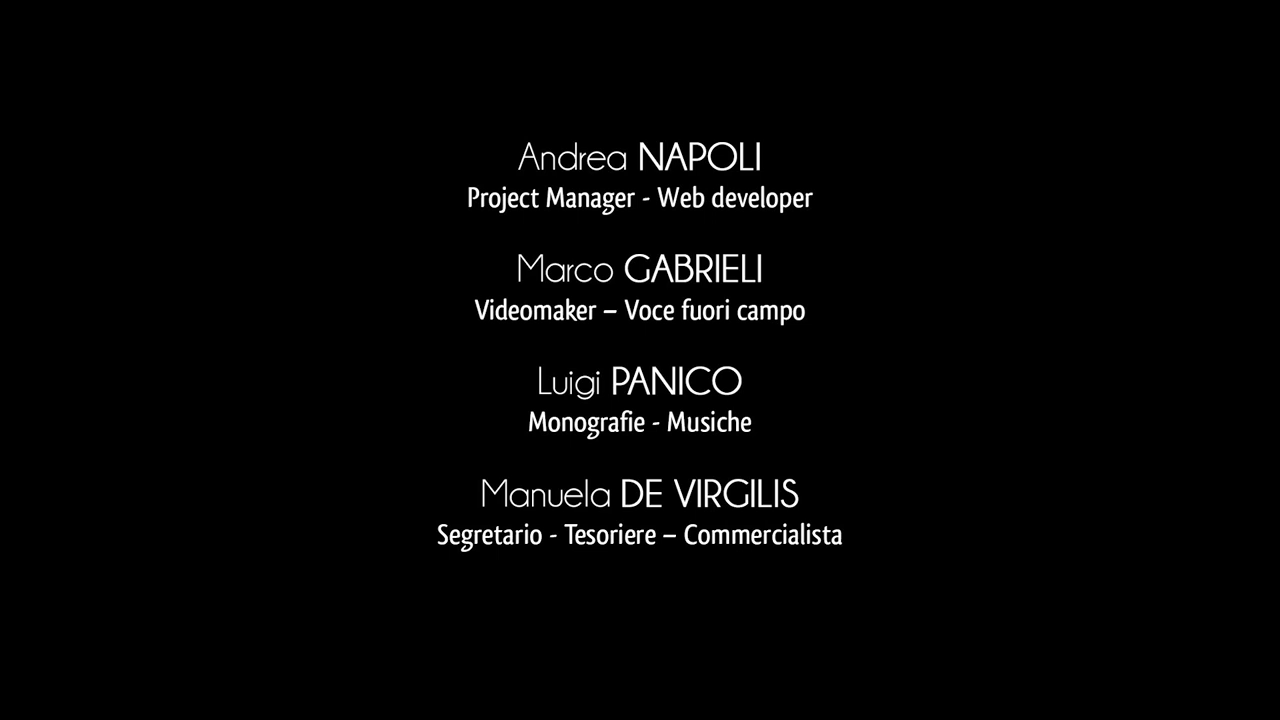 Andrea NAPOLI
Project Manager - Web developer
Marco GABRIELI
Videomaker – Voce fuori campo
Luigi PANICO
Monografie - Musiche
Manuela DE VIRGILIS
Segretario - Tesoriere – Commercialista